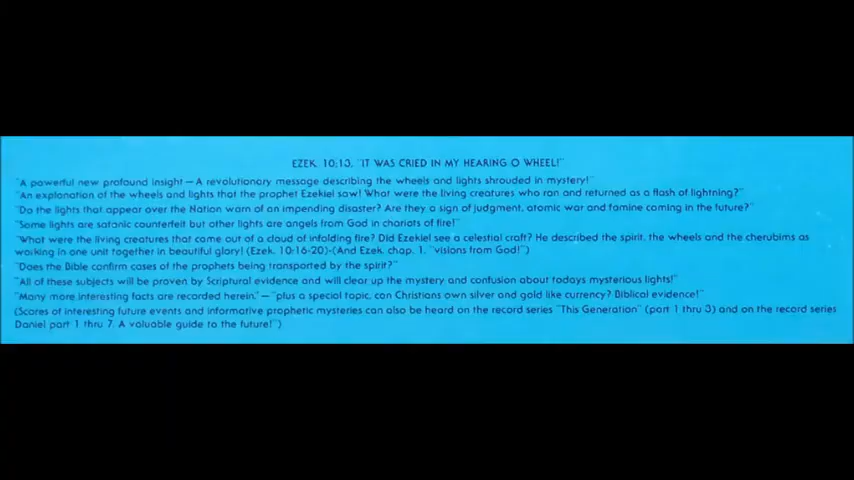 EZEK. 10:13, "IT WAS CRIED IN MY HEARING O WHEEL!"
"A powerful new profound insight — A revolutionary message describing the wheels and lights shrouded in mystery!"
"An explanation of the wheels and lights that the prophet Ezekiel saw! What were the living creatures who ran and returned as a flash of lightning?"
"Do the lights that appear over the Nation warn of an impending disaster? Are they a sign of judgment, atomic war and famine coming in the future?"
"Some lights are satanic counterfeit but other lights are angels from God in chariots of fire!"
"What were the living creatures that came out of a cloud of infolding fire? Did Ezekiel see a celestial craft? He described the spirit, the wheels and the cherubims as
working in one unit together in beautiful glory! (Ezek. 10:16-20)-(And Ezek. chap. 1, "visions from God!")
"Does the Bible confirm cases of the prophets being transported by the spirit?"
"All of these subjects will be proven by Scriptural evidence and will clear up the mystery and confusion about todays mysterious lights!"
"Many more interesting facts are recorded herein," — "plus a special topic, can Christians own silver and gold like currency? Biblical evidence!"
(Scores of interesting future events and informative prophetic mysteries can also be heard on the record series "This Generation" (part 1 thru 3) and on the record series
Daniel part 1 thru 7. A valuable guide to the future!")